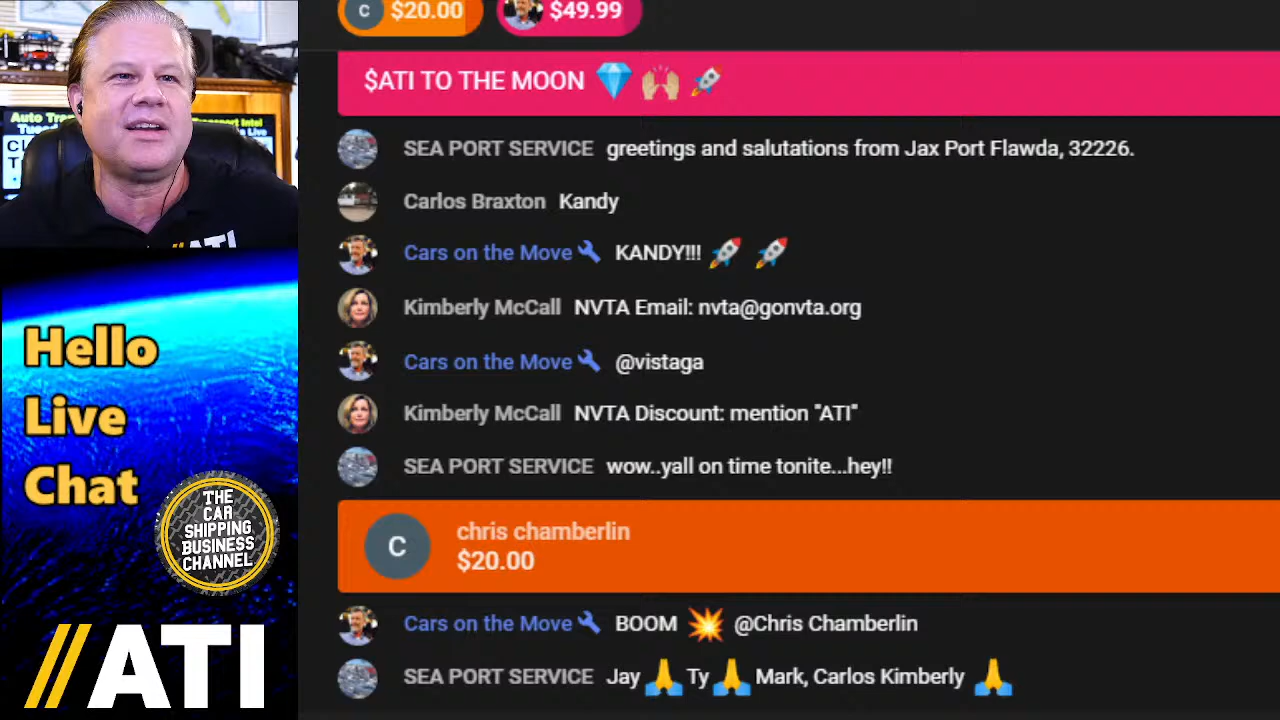 C $20.00
$49.99
$ATI TO THE MOON 💎 🙌🏼 🚀
SEA PORT SERVICE greetings and salutations from Jax Port Flawda, 32226.
Carlos Braxton Kandy
Cars on the Move KANDY!!! 🚀 🚀
Kimberly McCall NVTA Email: nvta@gonvta.org
Cars on the Move @vistaga
Kimberly McCall NVTA Discount: mention "ATI"
SEA PORT SERVICE wow..yall on time tonite...hey!!
C
chris chamberlin
$20.00
Cars on the Move BOOM 💥 @Chris Chamberlin
SEA PORT SERVICE Jay 🙏 Ty 🙏 Mark, Carlos Kimberly 🙏
//ATI
Hello
Live
Chat
THE
CAR
SHIPPING
BUSINESS
CHANNEL
//ATI